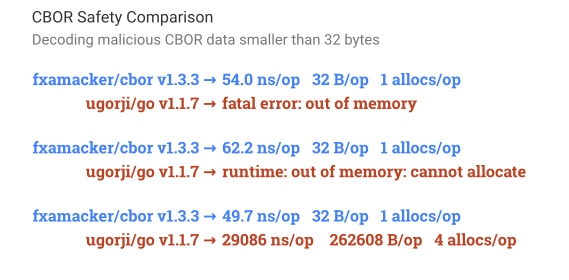 CBOR Safety Comparison
Decoding malicious CBOR data smaller than 32 bytes
fxamacker/cbor v1.3.3 → 54.0 ns/op 32 B/op 1 allocs/op
ugorji/go v1.1.7 → fatal error: out of memory
fxamacker/cbor v1.3.3 → 62.2 ns/op 32 B/op 1 allocs/op
ugorji/go v1.1.7 → runtime: out of memory: cannot allocate
fxamacker/cbor v1.3.3 → 49.7 ns/op 32 B/op 1 allocs/op
ugorji/go v1.1.7 → 29086 ns/op 262608 B/op 4 allocs/op